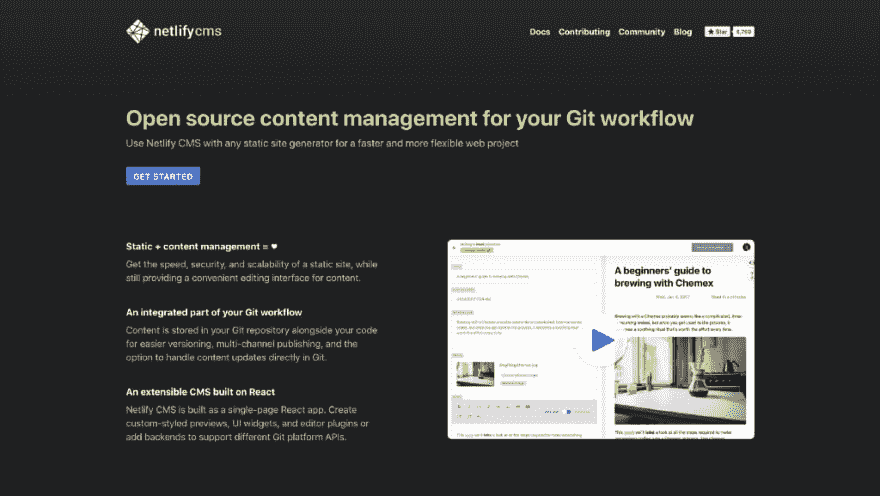 netlifycms
Docs Contributing Community Blog Star
Open source content management for your Git workflow
Use Netlify CMS with any static site generator for a faster and more flexible web project
GET STARTED
Static + content management = ♥
Get the speed, security, and scalability of a static site, while
still providing a convenient editing interface for content.
An integrated part of your Git workflow
Content is stored in your Git repository alongside your code
for easier versioning, multi-channel publishing, and the
option to handle content updates directly in Git.
An extensible CMS built on React
Netlify CMS is built as a single-page React app. Create
custom-styled previews, UI widgets, and editor plugins or
add backends to support different Git platform APIs.
A beginners' guide to
brewing with Chemex